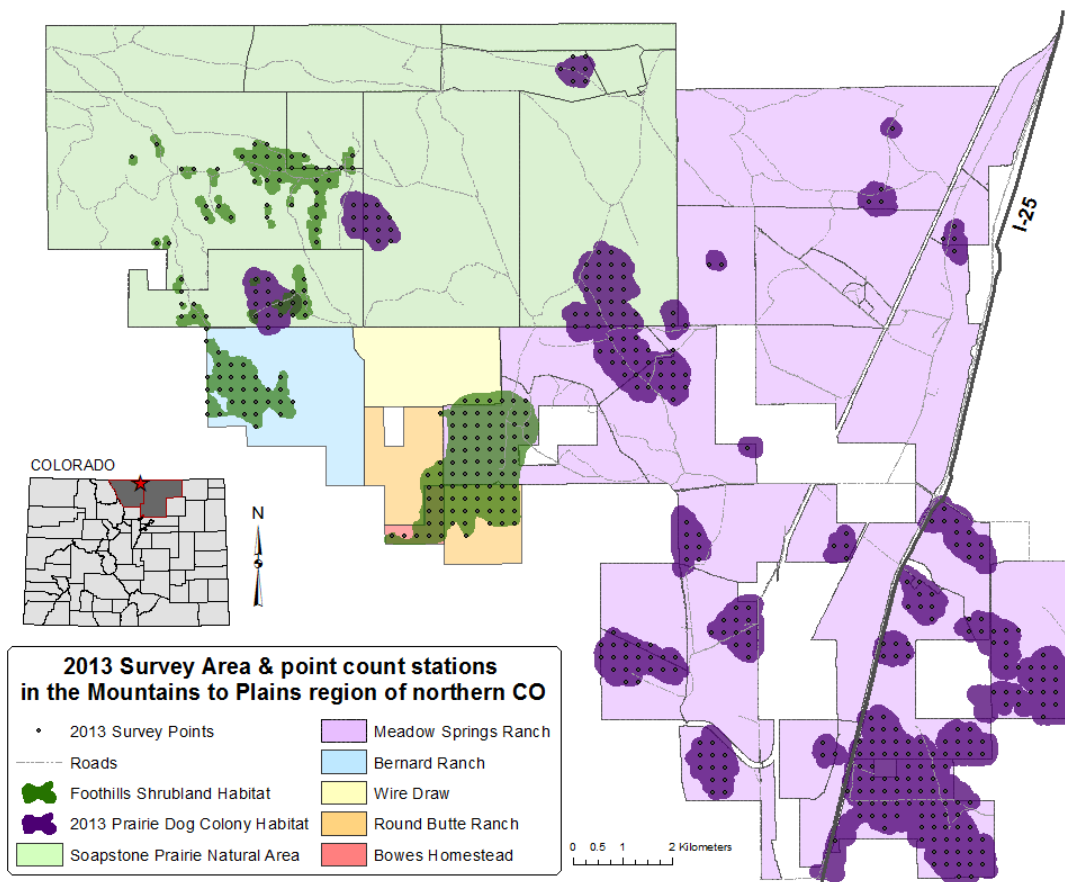 I-25
COLORADO
N
2013 Survey Area & point count stations
in the Mountains to Plains region of northern CO
2013 Survey Points
Roads
Foothills Shrubland Habitat
2013 Prairie Dog Colony Habitat
Soapstone Prairie Natural Area
Meadow Springs Ranch
Bernard Ranch
Wire Draw
Round Butte Ranch
Bowes Homestead
0 0.5 1 2 Kilometers